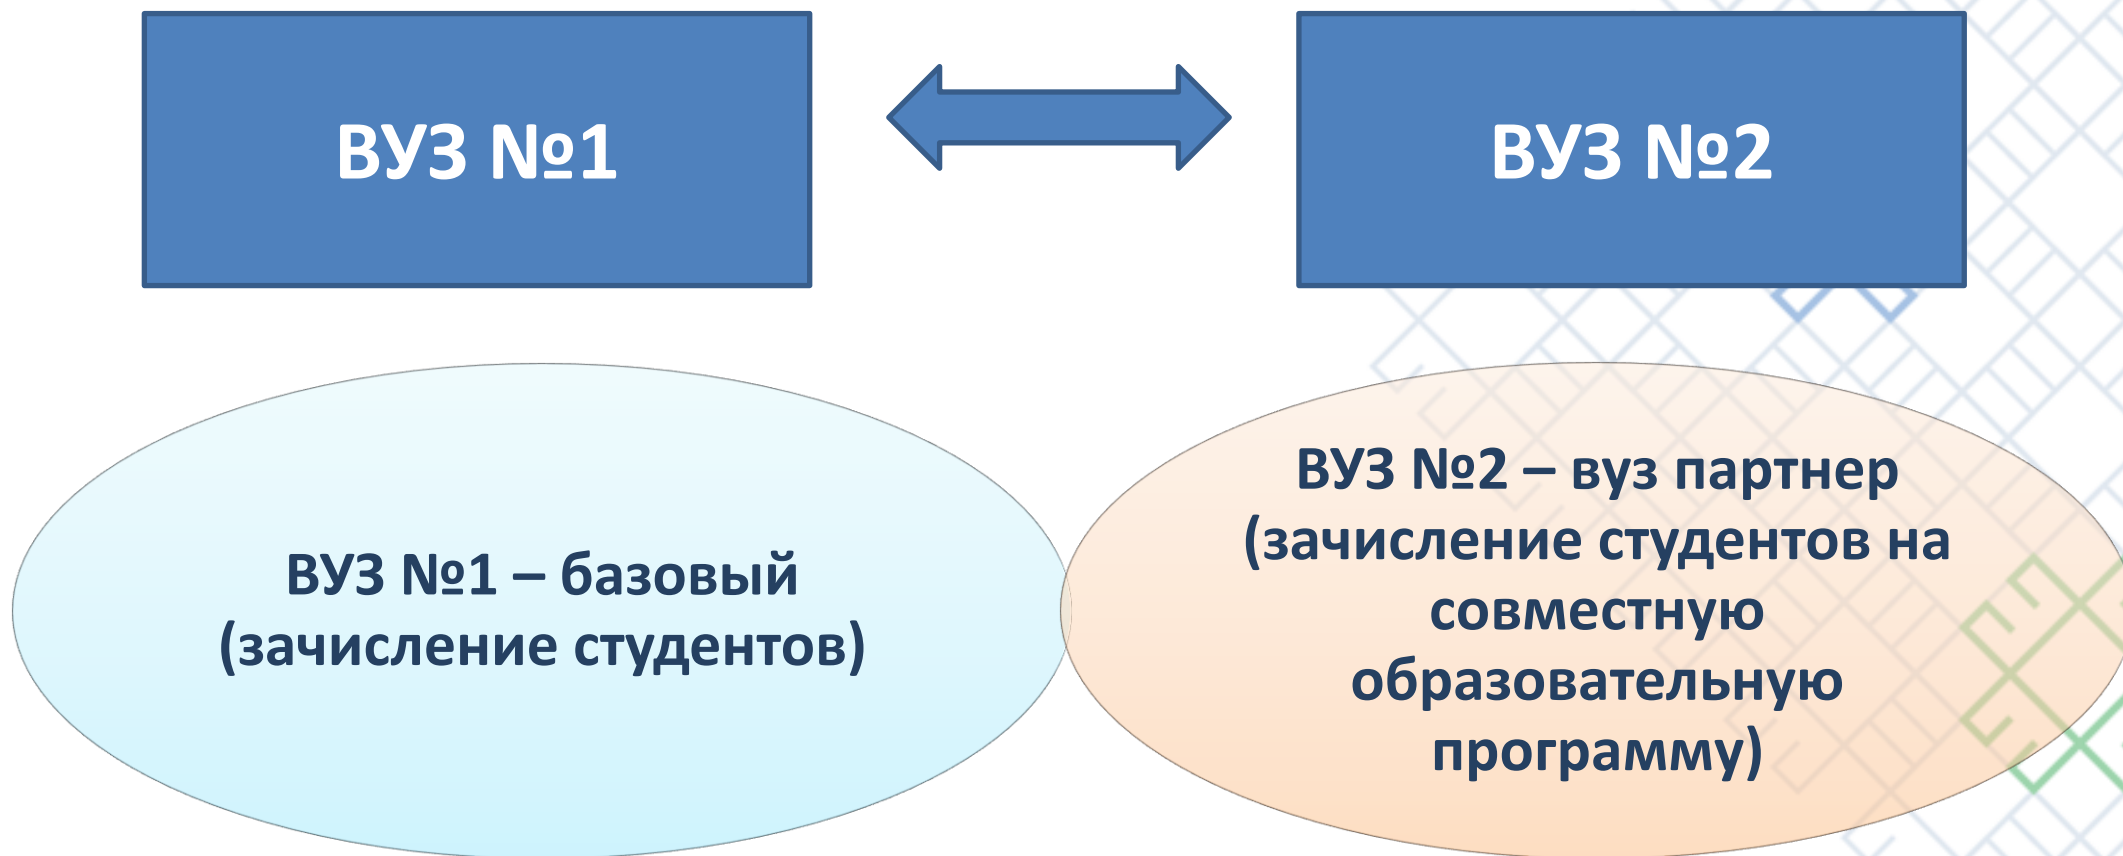 ВУЗ №1
ВУЗ №2
ВУЗ №1 – базовый
(зачисление студентов)
ВУЗ №2 – вуз партнер
(зачисление студентов на
совместную
образовательную
программу)